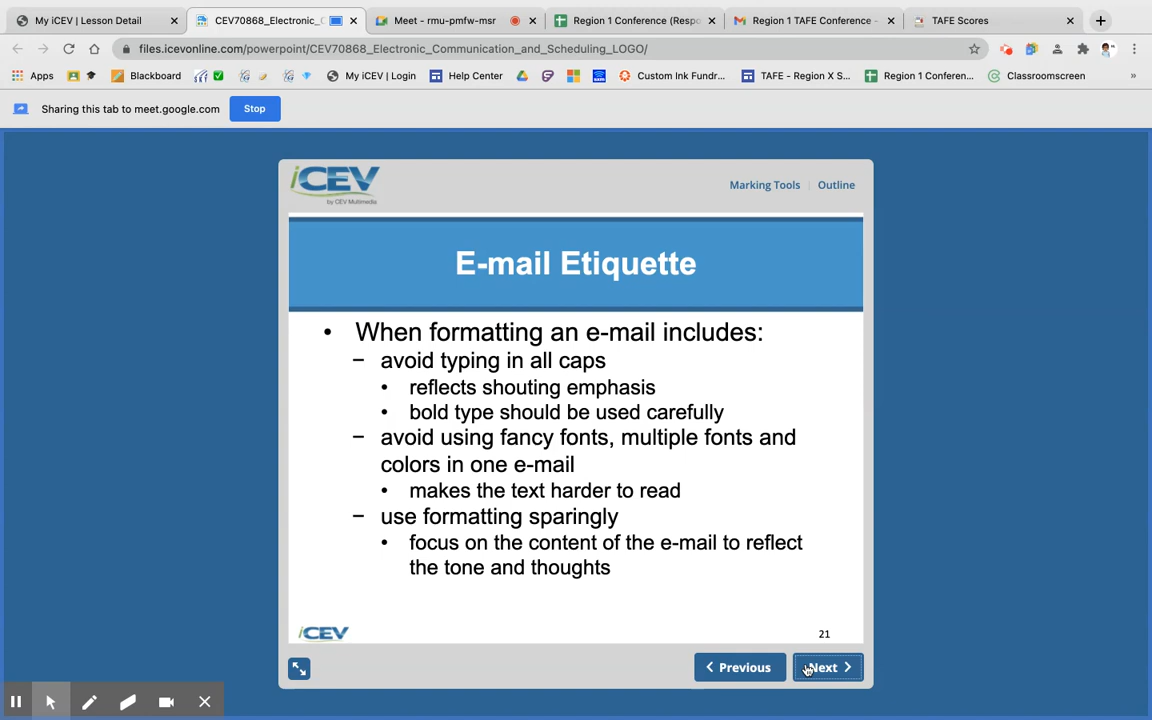 My iCEV | Lesson Detail
CEV70868_Electronic_C
Meet - rmu-pmfw-msr
Region 1 Conference (Respo
Region 1 TAFE Conference -
TAFE Scores
files.icevonline.com/powerpoint/CEV70868_Electronic_Communication_and_Scheduling_LOGO/
Apps
Blackboard
My iCEV | Login
Help Center
Custom Ink Fundr...
TAFE - Region X S...
Region 1 Conferen...
Classroomscreen
»
Sharing this tab to meet.google.com
Stop
iCEV
by CEV Multimedia
Marking Tools | Outline
E-mail Etiquette
• When formatting an e-mail includes:
– avoid typing in all caps
• reflects shouting emphasis
• bold type should be used carefully
– avoid using fancy fonts, multiple fonts and
colors in one e-mail
• makes the text harder to read
– use formatting sparingly
• focus on the content of the e-mail to reflect
the tone and thoughts
iCEV
21
Previous
Next